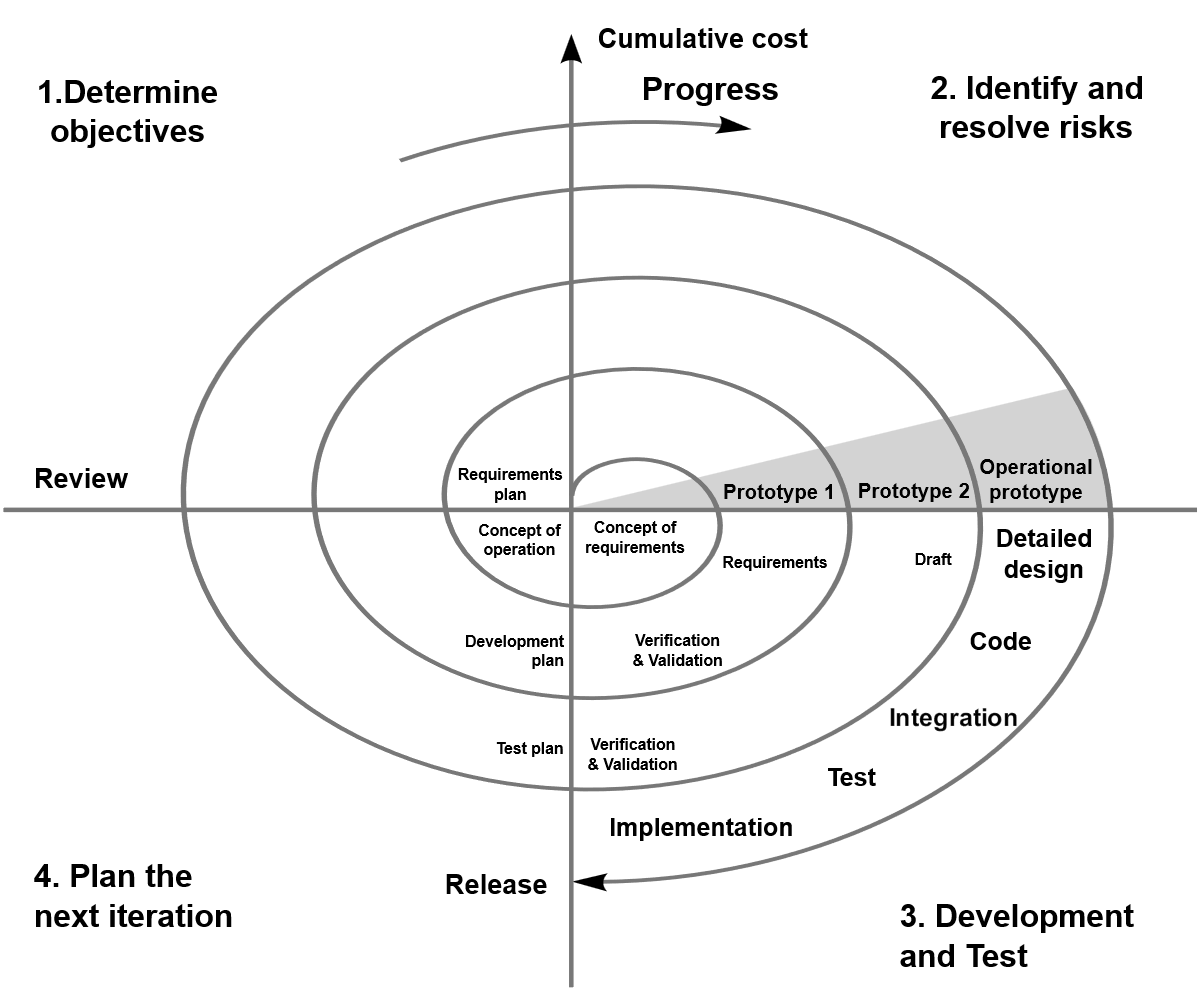 Cumulative cost
Progress
1.Determine
objectives
2. Identify and
resolve risks
Review
Requirements
plan
Prototype 1
Prototype 2
Operational
prototype
Concept of
operation
Concept of
requirements
Requirements
Draft
Detailed
design
Development
plan
Verification
& Validation
Code
Integration
Test plan
Verification
& Validation
Test
Implementation
Release
4. Plan the
next iteration
3. Development
and Test